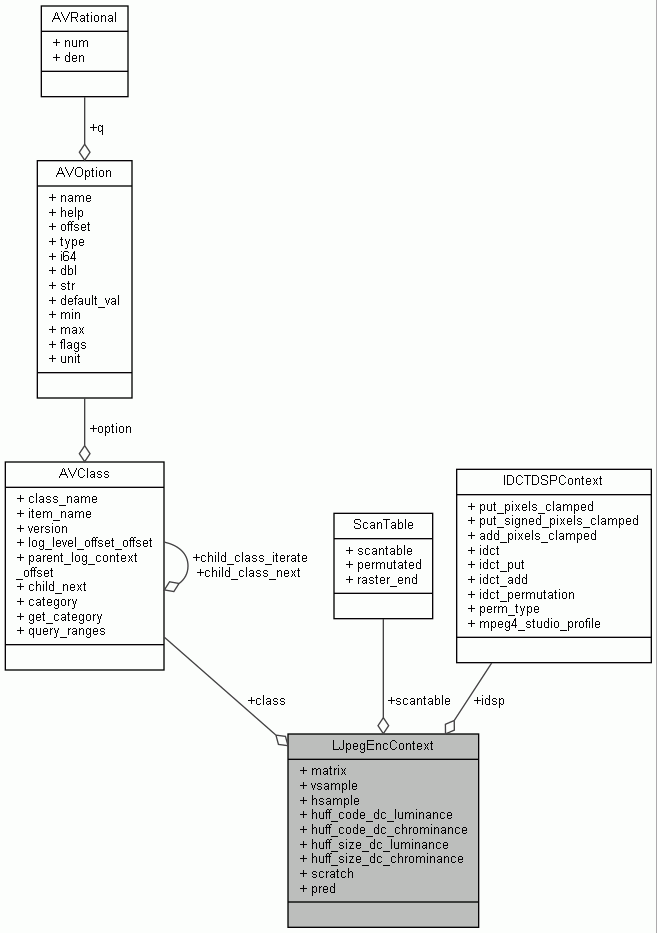 AVRational
+ num
+ den
+q
AVOption
+ name
+ help
+ offset
+ type
+ i64
+ dbl
+ str
+ default_val
+ min
+ max
+ flags
+ unit
+option
AVClass
+ class_name
+ item_name
+ version
+ log_level_offset_offset
+ parent_log_context
_offset
+ child_next
+ category
+ get_category
+ query_ranges
+child_class_iterate
+child_class_next
ScanTable
+ scantable
+ permutated
+ raster_end
IDCTDSPContext
+ put_pixels_clamped
+ put_signed_pixels_clamped
+ add_pixels_clamped
+ idct
+ idct_put
+ idct_add
+ idct_permutation
+ perm_type
+ mpeg4_studio_profile
+class
+scantable
+idsp
LJpegEncContext
+ matrix
+ vsample
+ hsample
+ huff_code_dc_luminance
+ huff_code_dc_chrominance
+ huff_size_dc_luminance
+ huff_size_dc_chrominance
+ scratch
+ pred